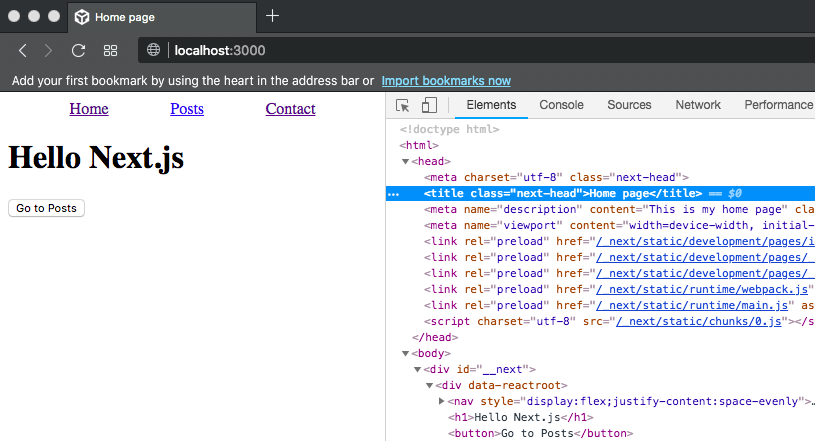 Home page
localhost:3000
Add your first bookmark by using the heart in the address bar or Import bookmarks now
Home Posts Contact
Hello Next.js
Go to Posts
Elements Console Sources Network Performance
<!doctype html>
<html>
<head>
<meta charset="utf-8" class="next-head">
<title class="next-head">Home page</title> == $0
<meta name="description" content="This is my home page" clas
<meta name="viewport" content="width=device-width, initial-
<link rel="preload" href="/_next/static/development/pages/i
<link rel="preload" href="/_next/static/development/pages/_
<link rel="preload" href="/_next/static/development/pages/_
<link rel="preload" href="/_next/static/runtime/webpack.js"
<link rel="preload" href="/_next/static/runtime/main.js" as
<script charset="utf-8" src="/_next/static/chunks/0.js"></s
</head>
<body>
<div id="__next">
<div data-reactroot>
<nav style="display:flex;justify-content:space-evenly">…
<h1>Hello Next.js</h1>
<button>Go to Posts</button>